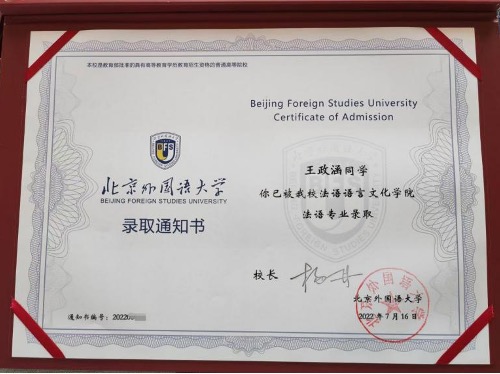 本校是教育部批准的具有高等教育学历教育招生资格的普通高等学校
Beijing Foreign Studies University
Certificate of Admission
BFSU
北京外国语大学
BEIJING FOREIGN STUDIES UNIVERSITY
录取通知书
王政涵同学
你已被我校法语语言文化学院
法语专业录取
校长
北京外国语大学
2022年7月16日
通知书编号：20220